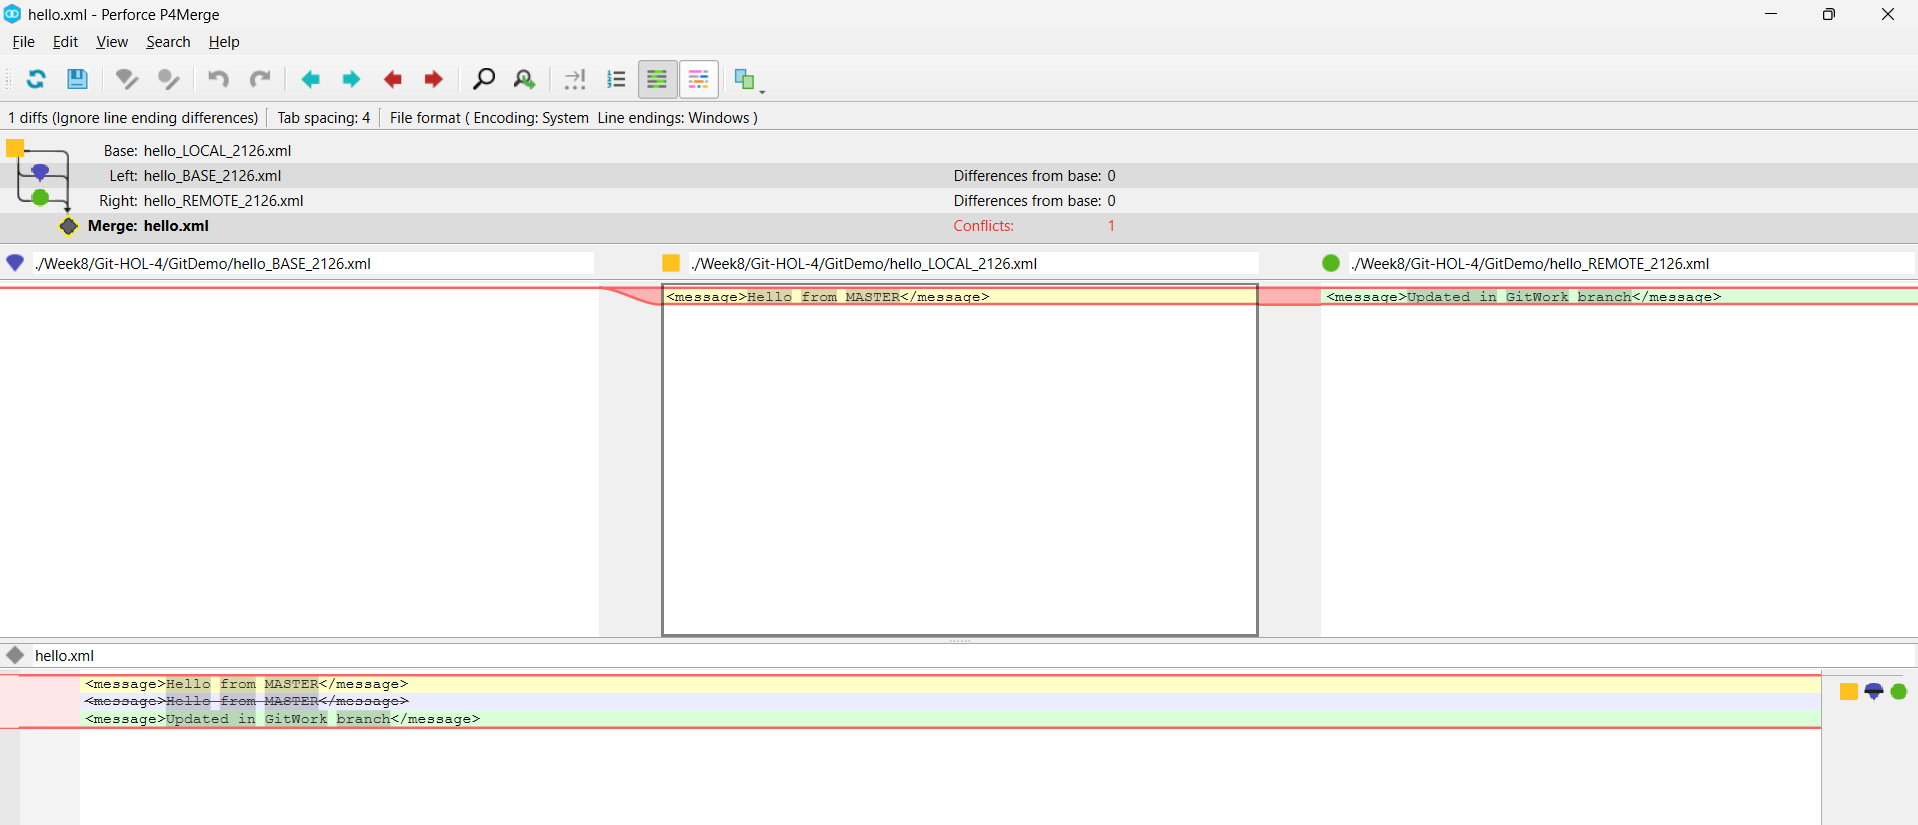 hello.xml - Perforce P4Merge
File Edit View Search Help
1 diffs (Ignore line ending differences) Tab spacing: 4 File format ( Encoding: System Line endings: Windows )
Base: hello_LOCAL_2126.xml
Left: hello_BASE_2126.xml Differences from base: 0
Right: hello_REMOTE_2126.xml Differences from base: 0
Merge: hello.xml Conflicts: 1
./Week8/Git-HOL-4/GitDemo/hello_BASE_2126.xml ./Week8/Git-HOL-4/GitDemo/hello_LOCAL_2126.xml ./Week8/Git-HOL-4/GitDemo/hello_REMOTE_2126.xml
<message>Hello from MASTER</message> <message>Updated in GitWork branch</message>
hello.xml
<message>Hello from MASTER</message>
<message>Hello from MASTER</message>
<message>Updated in GitWork branch</message>